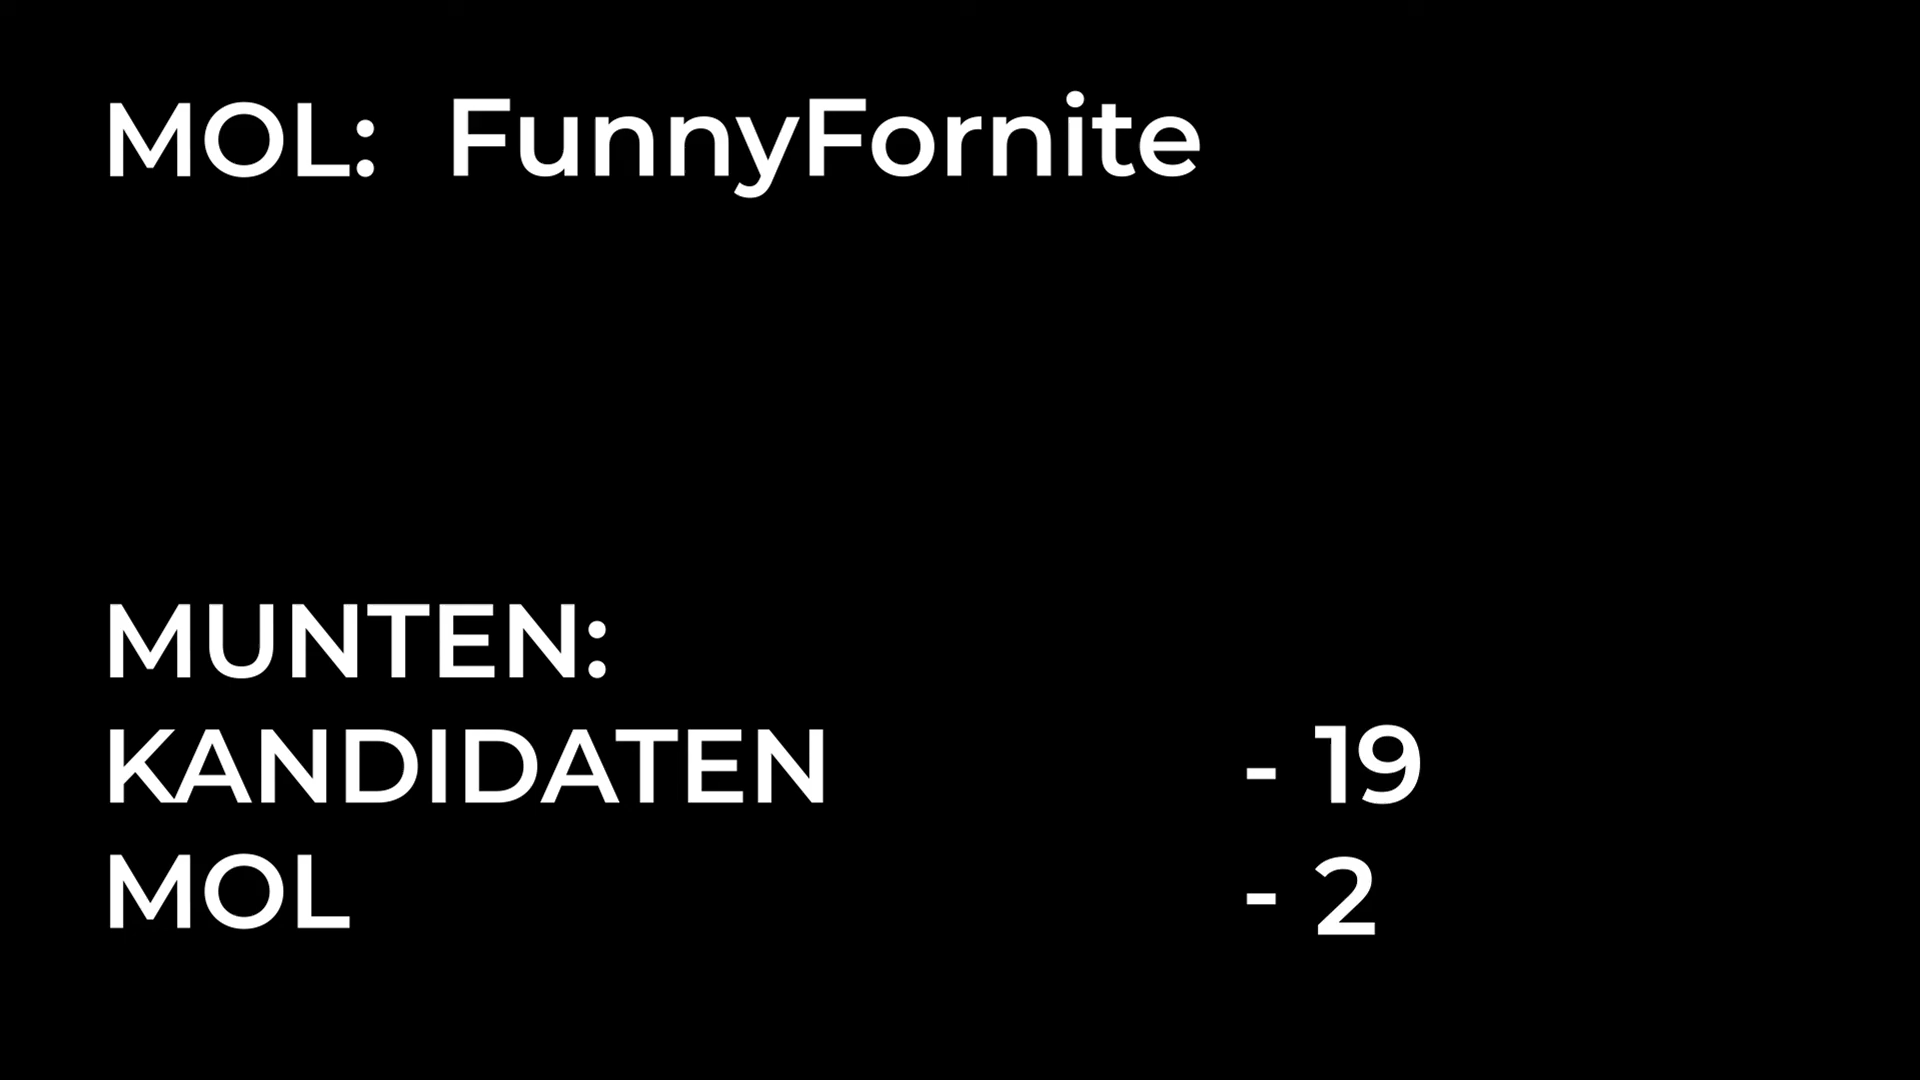 MOL: FunnyFornite
MUNTEN:
KANDIDATEN - 19
MOL - 2